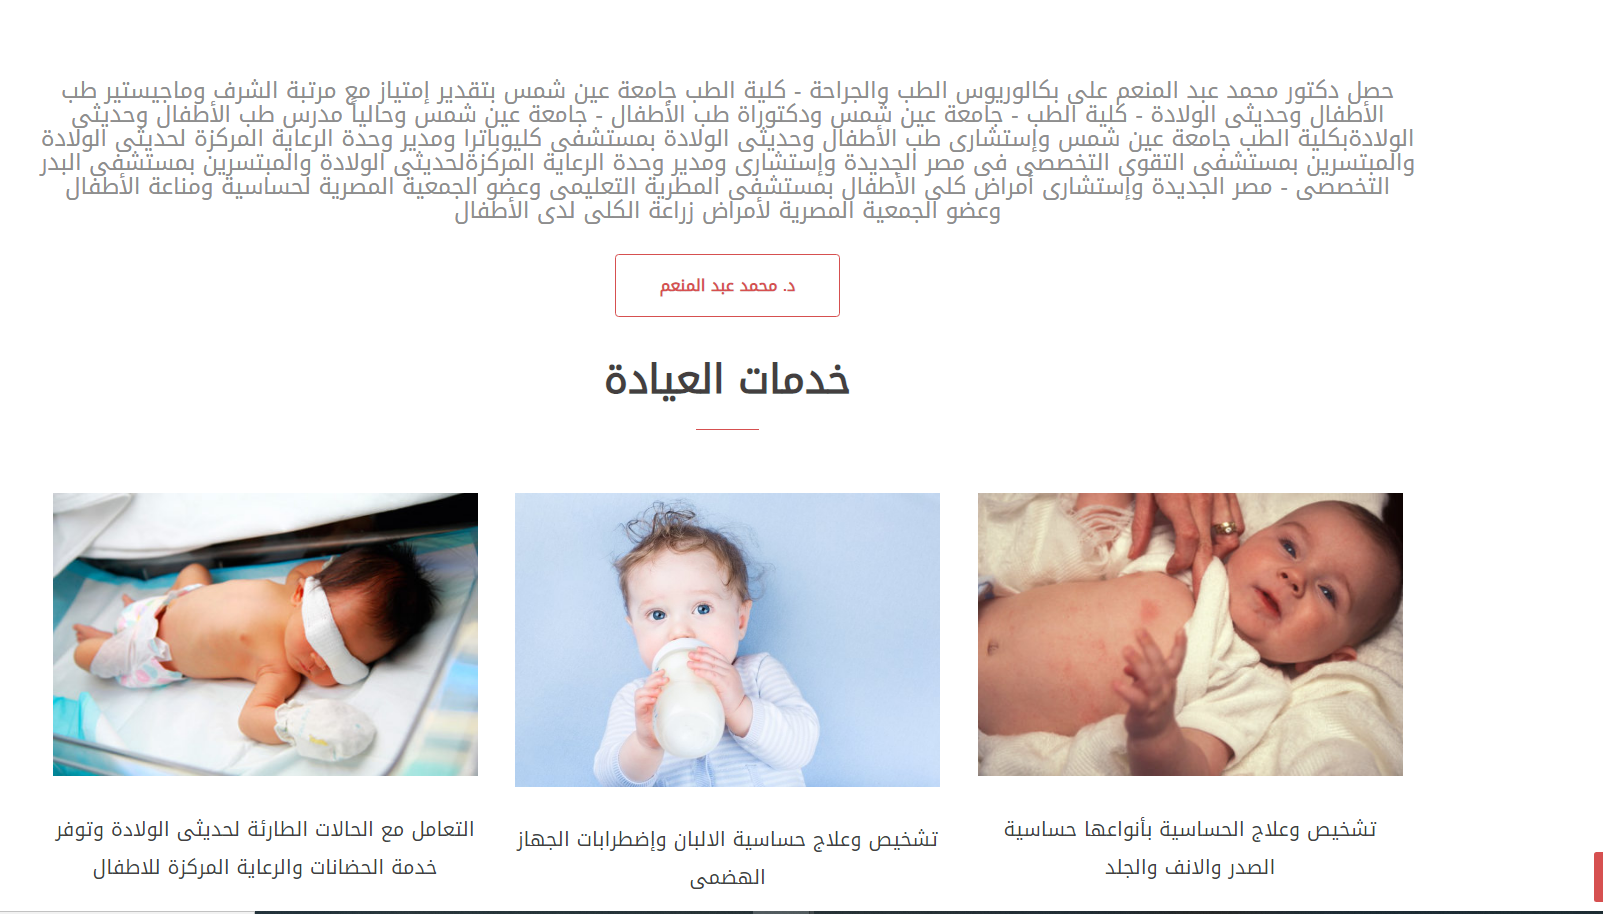 حصل دكتور محمد عبد المنعم على بكالوريوس الطب والجراحة - كلية الطب جامعة عين شمس بتقدير إمتياز مع مرتبة الشرف وماجيستير طب
الأطفال وحديثى الولادة - كلية الطب - جامعة عين شمس ودكتوراة طب الأطفال - جامعة عين شمس وحالياً مدرس طب الأطفال وحديثى
الولادةبكلية الطب جامعة عين شمس وإستشارى طب الأطفال وحديثى الولادة بمستشفى كليوباترا ومدير وحدة الرعاية المركزة لحديثى الولادة
والمبتسرين بمستشفى التقوى التخصصى فى مصر الجديدة وإستشارى ومدير وحدة الرعاية المركزةلحديثى الولادة والمبتسرين بمستشفى البدر
التخصصى - مصر الجديدة وإستشارى أمراض كلى الأطفال بمستشفى المطرية التعليمى وعضو الجمعية المصرية لحساسية ومناعة الأطفال
وعضو الجمعية المصرية لأمراض زراعة الكلى لدى الأطفال
د. محمد عبد المنعم
خدمات العيادة
تشخيص وعلاج الحساسية بأنواعها حساسية
الصدر والانف والجلد
تشخيص وعلاج حساسية الالبان وإضطرابات الجهاز
الهضمى
التعامل مع الحالات الطارئة لحديثى الولادة وتوفر
خدمة الحضانات والرعاية المركزة للاطفال